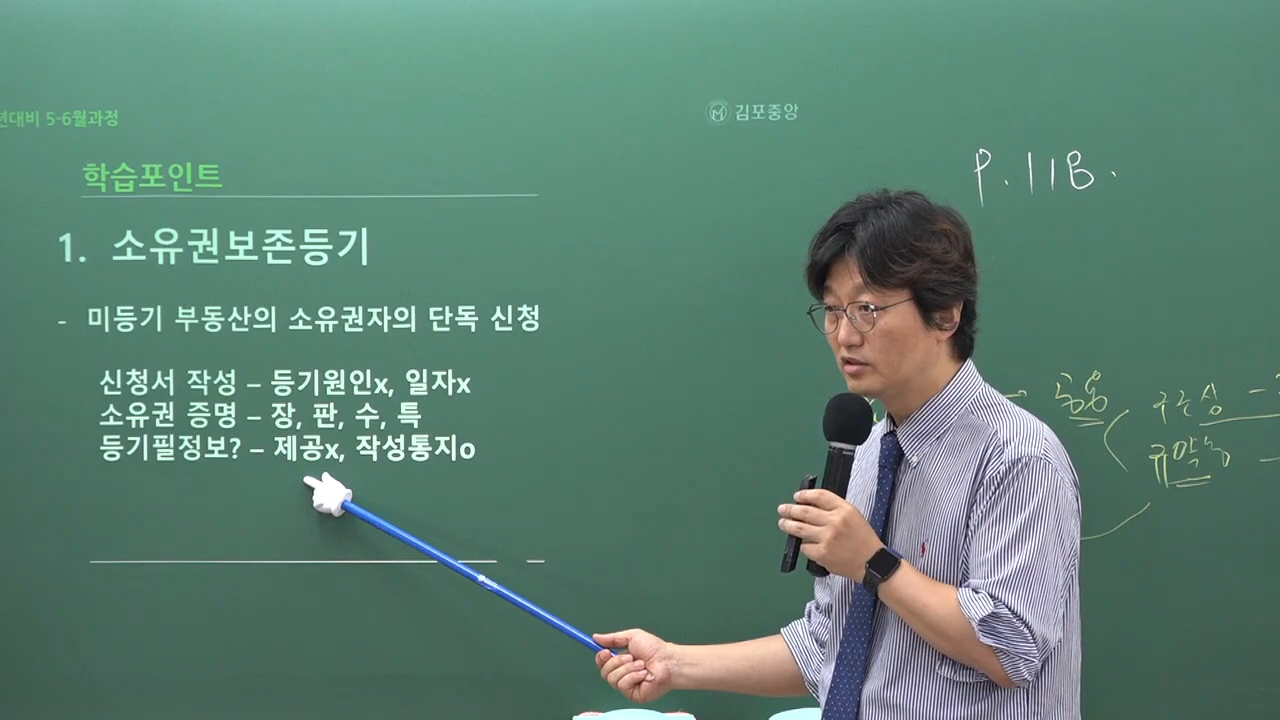 년대비 5-6월과정
김포중앙
학습포인트
P. 118.
1. 소유권보존등기
- 미등기 부동산의 소유권자의 단독 신청
신청서 작성 – 등기원인x, 일자x
소유권 증명 – 장, 판, 수, 특
등기필정보? – 제공x, 작성통지o